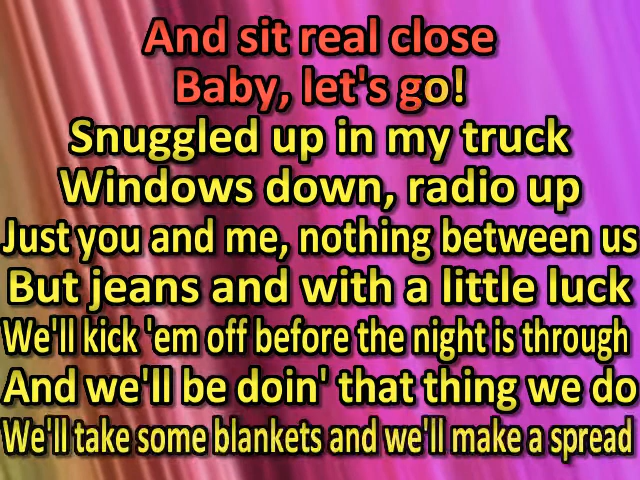 And sit real close
Baby, let's go!
Snuggled up in my truck
Windows down, radio up
Just you and me, nothing between us
But jeans and with a little luck
We'll kick 'em off before the night is through
And we'll be doin' that thing we do
We'll take some blankets and we'll make a spread